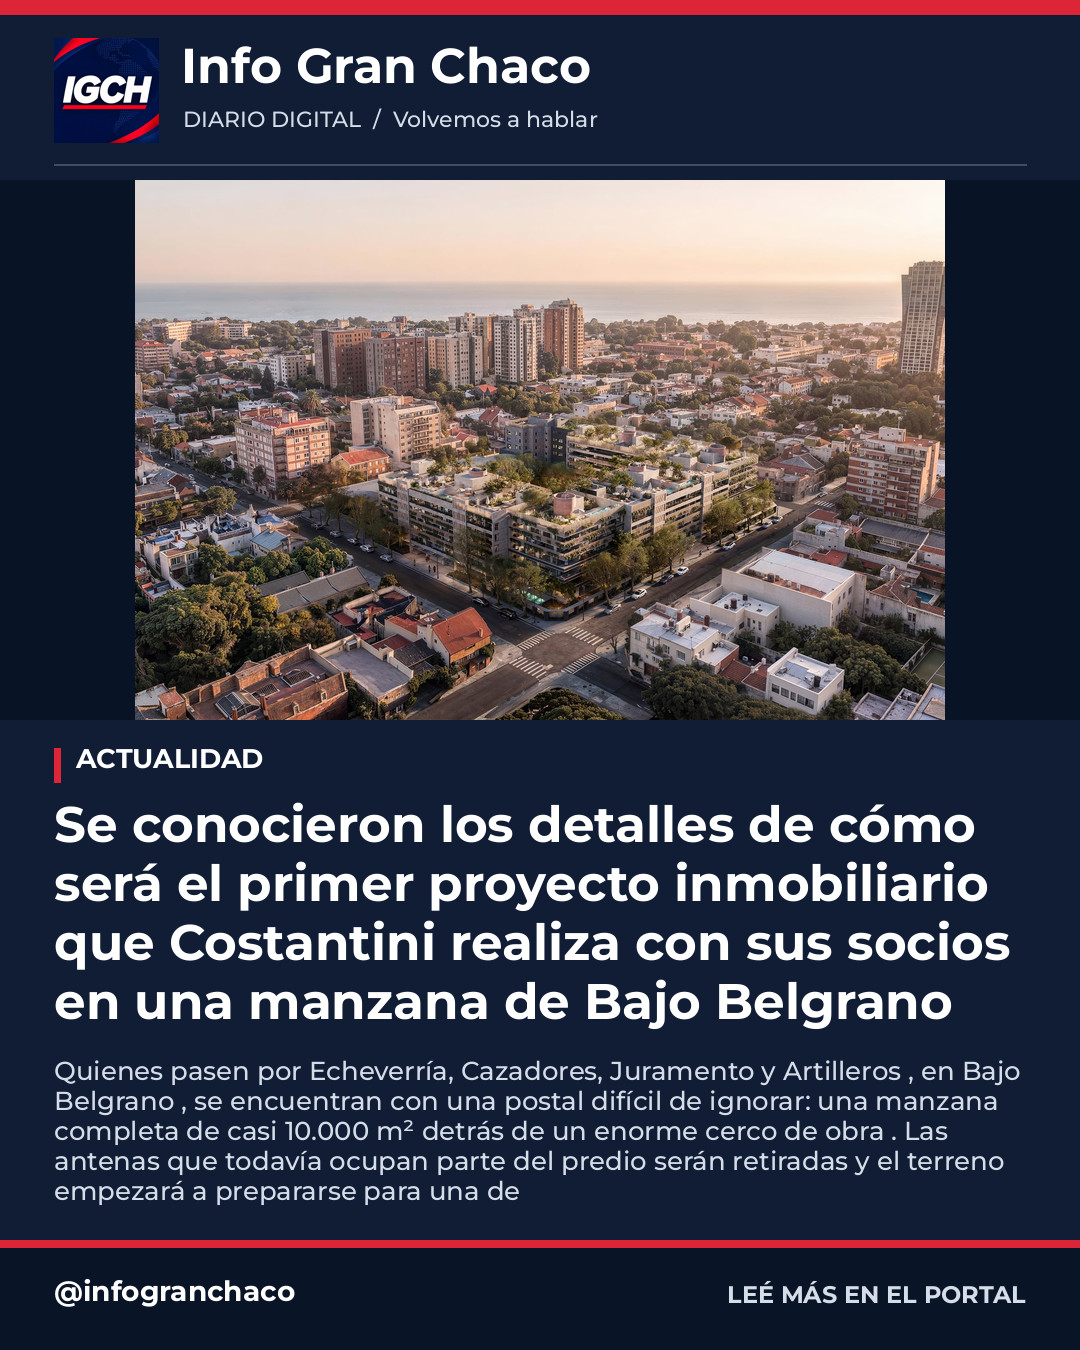 IGCH
Info Gran Chaco
DIARIO DIGITAL / Volvemos a hablar
ACTUALIDAD
Se conocieron los detalles de cómo
será el primer proyecto inmobiliario
que Costantini realiza con sus socios
en una manzana de Bajo Belgrano
Quienes pasen por Echeverría, Cazadores, Juramento y Artilleros , en Bajo
Belgrano , se encuentran con una postal difícil de ignorar: una manzana
completa de casi 10.000 m² detrás de un enorme cerco de obra . Las
antenas que todavía ocupan parte del predio serán retiradas y el terreno
empezará a prepararse para una de
@infogranchaco
LEÉ MÁS EN EL PORTAL